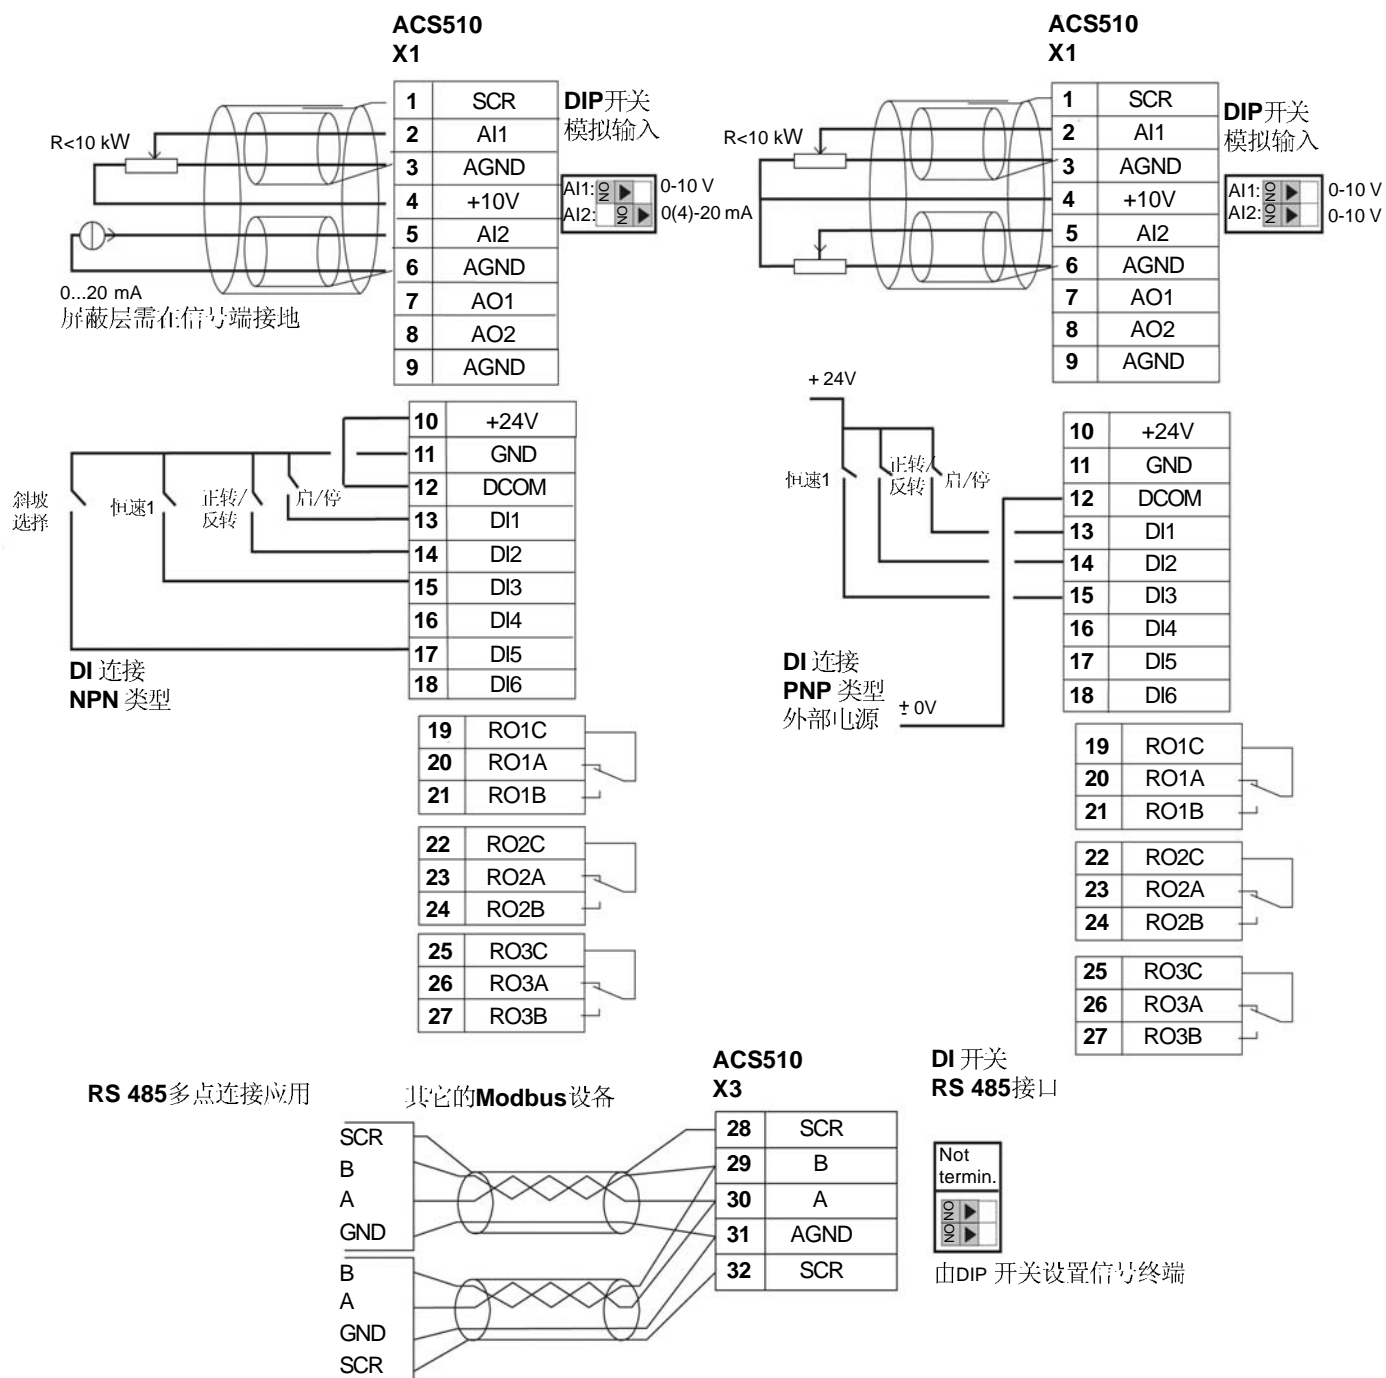 ACS510
X1
1 SCR
2 AI1
3 AGND
4 +10V
5 AI2
6 AGND
7 AO1
8 AO2
9 AGND
DIP开关
模拟输入
AI1: ON 0-10 V
AI2: ON 0(4)-20 mA
R<10 kW
0...20 mA
屏蔽层需在信号端接地
10 +24V
11 GND
12 DCOM
13 DI1
14 DI2
15 DI3
16 DI4
17 DI5
18 DI6
斜坡
选择
恒速1
正转/
反转
启/停
DI 连接
NPN 类型
19 RO1C
20 RO1A
21 RO1B
22 RO2C
23 RO2A
24 RO2B
25 RO3C
26 RO3A
27 RO3B
ACS510
X1
1 SCR
2 AI1
3 AGND
4 +10V
5 AI2
6 AGND
7 AO1
8 AO2
9 AGND
DIP开关
模拟输入
AI1: ON 0-10 V
AI2: ON 0-10 V
R<10 kW
+ 24V
10 +24V
11 GND
12 DCOM
13 DI1
14 DI2
15 DI3
16 DI4
17 DI5
18 DI6
恒速1
正转/
反转
启/停
DI 连接
PNP 类型
外部电源
± 0V
19 RO1C
20 RO1A
21 RO1B
22 RO2C
23 RO2A
24 RO2B
25 RO3C
26 RO3A
27 RO3B
RS 485多点连接应用
其它的Modbus设备
SCR
B
A
GND
B
A
GND
SCR
ACS510
X3
28 SCR
29 B
30 A
31 AGND
32 SCR
DI 开关
RS 485接口
Not
termin.
ON
ON
由DIP 开关设置信号终端